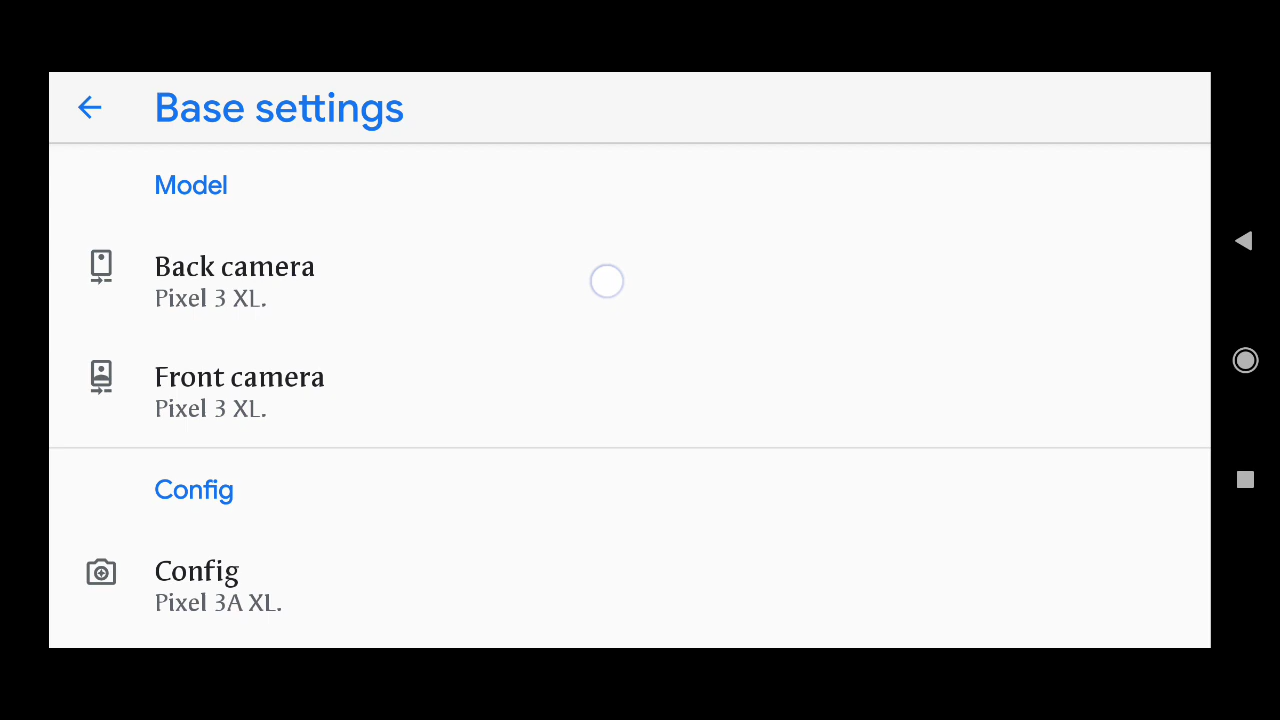 Base settings
Model
Back camera
Pixel 3 XL.
Front camera
Pixel 3 XL.
Config
Config
Pixel 3A XL.